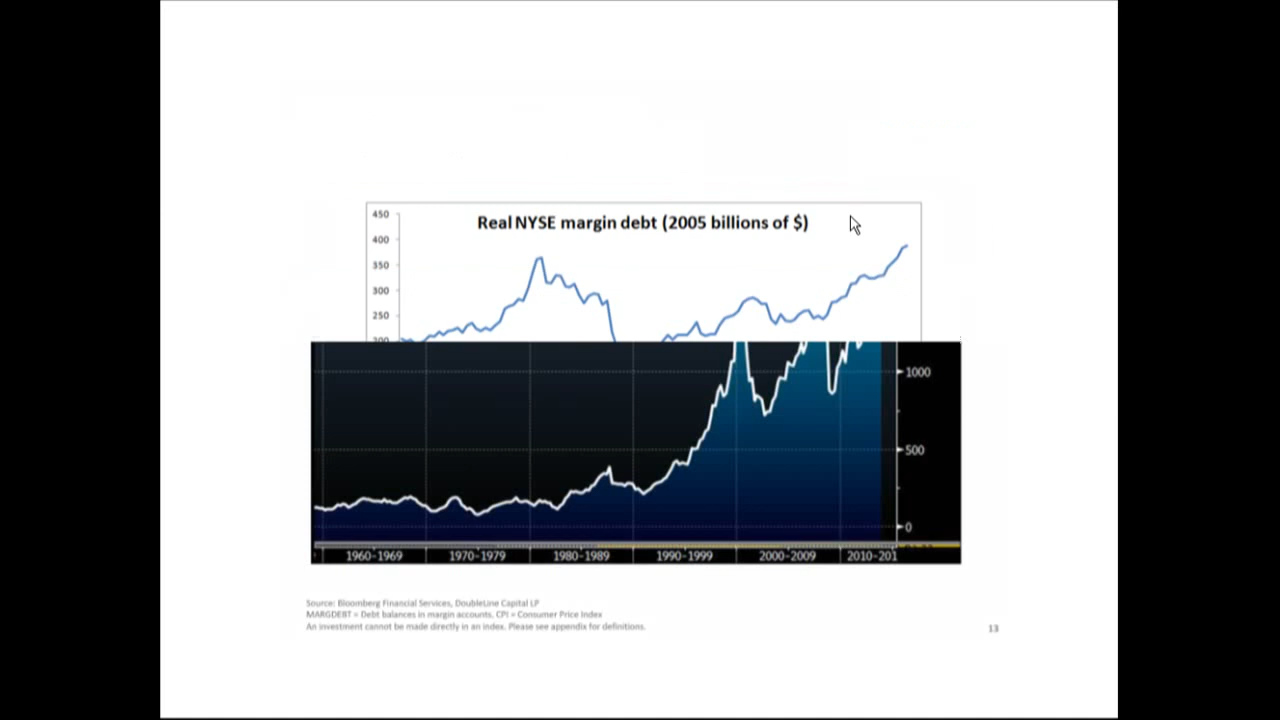 Real NYSE margin debt (2005 billions of $)
450
400
350
300
250
200
1000
500
0
1960-1969 1970-1979 1980-1989 1990-1999 2000-2009 2010-201
Source: Bloomberg Financial Services, DoubleLine Capital LP
MARGDEBT = Debt balances in margin accounts, CPI = Consumer Price Index
An investment cannot be made directly in an index. Please see appendix for definitions.
13